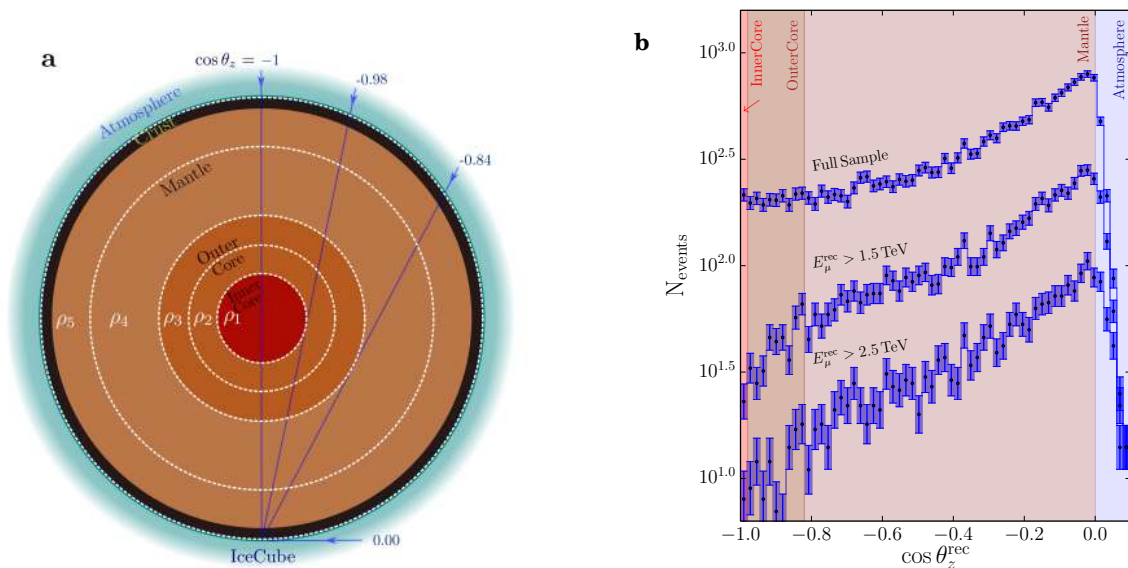 a
cos θ_z = −1
-0.98
-0.84
Atmosphere
Crust
Mantle
Outer
Core
Inner
Core
ρ5 ρ4 ρ3 ρ2 ρ1
0.00
IceCube
b
N_events
10^3.0
10^2.5
10^2.0
10^1.5
10^1.0
InnerCore
OuterCore
Mantle
Atmosphere
Full Sample
E_μ^rec > 1.5 TeV
E_μ^rec > 2.5 TeV
−1.0 −0.8 −0.6 −0.4 −0.2 0.0
cos θ_z^rec